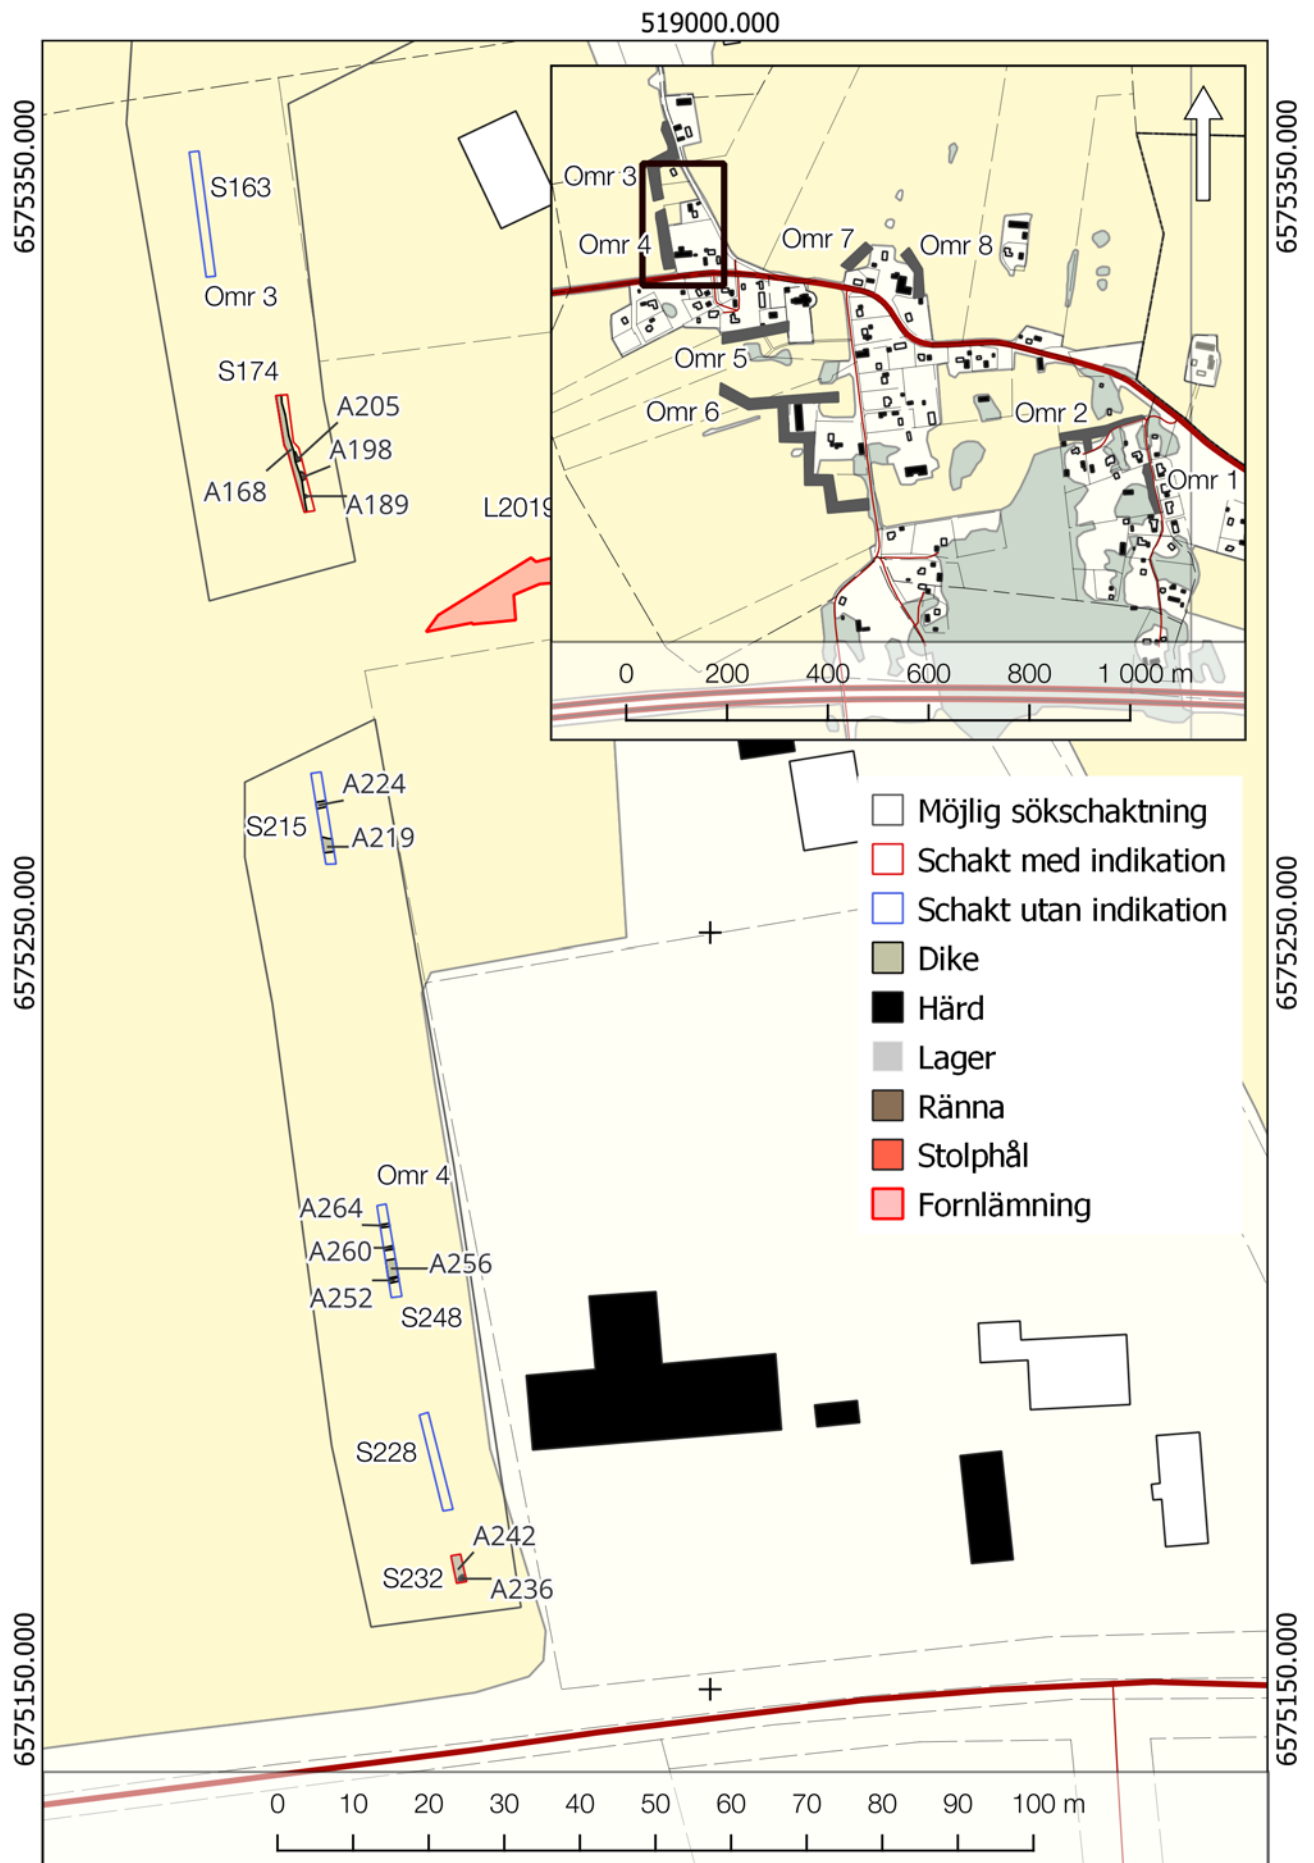 519000.000
6575350.000
6575350.000
S163
Omr 3
S174
A205
A198
A168
A189
L2019
Omr 3
Omr 4
Omr 7
Omr 8
Omr 5
Omr 6
Omr 2
Omr 1
0 200 400 600 800 1 000 m
A224
S215
A219
6575250.000
6575250.000
Möjlig sökschaktning
Schakt med indikation
Schakt utan indikation
Dike
Härd
Lager
Ränna
Stolphål
Fornlämning
Omr 4
A264
A260
A256
A252
S248
S228
A242
S232
A236
6575150.000
6575150.000
0 10 20 30 40 50 60 70 80 90 100 m